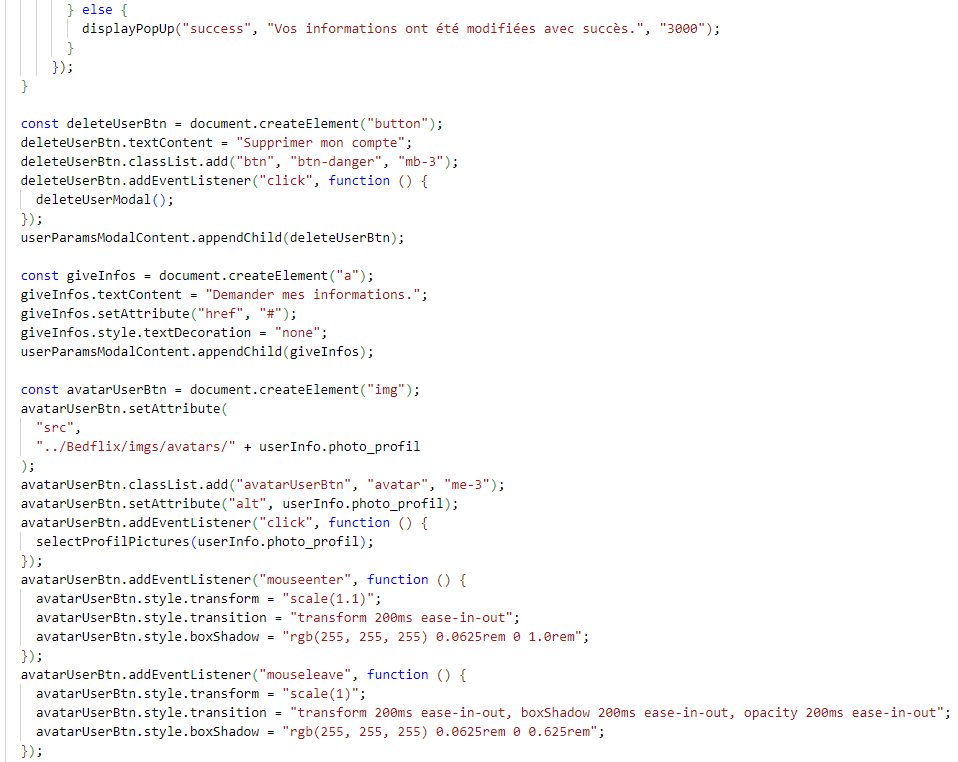 } else {
displayPopUp("success", "Vos informations ont été modifiées avec succès.", "3000");
}
});
}
const deleteUserBtn = document.createElement("button");
deleteUserBtn.textContent = "Supprimer mon compte";
deleteUserBtn.classList.add("btn", "btn-danger", "mb-3");
deleteUserBtn.addEventListener("click", function () {
deleteUserModal();
});
userParamsModalContent.appendChild(deleteUserBtn);
const giveInfos = document.createElement("a");
giveInfos.textContent = "Demander mes informations.";
giveInfos.setAttribute("href", "#");
giveInfos.style.textDecoration = "none";
userParamsModalContent.appendChild(giveInfos);
const avatarUserBtn = document.createElement("img");
avatarUserBtn.setAttribute(
"src",
"../Bedflix/imgs/avatars/" + userInfo.photo_profil
);
avatarUserBtn.classList.add("avatarUserBtn", "avatar", "me-3");
avatarUserBtn.setAttribute("alt", userInfo.photo_profil);
avatarUserBtn.addEventListener("click", function () {
selectProfilPictures(userInfo.photo_profil);
});
avatarUserBtn.addEventListener("mouseenter", function () {
avatarUserBtn.style.transform = "scale(1.1)";
avatarUserBtn.style.transition = "transform 200ms ease-in-out";
avatarUserBtn.style.boxShadow = "rgb(255, 255, 255) 0.0625rem 0 1.0rem";
});
avatarUserBtn.addEventListener("mouseleave", function () {
avatarUserBtn.style.transform = "scale(1)";
avatarUserBtn.style.transition = "transform 200ms ease-in-out, boxShadow 200ms ease-in-out, opacity 200ms ease-in-out";
avatarUserBtn.style.boxShadow = "rgb(255, 255, 255) 0.0625rem 0 0.625rem";
});